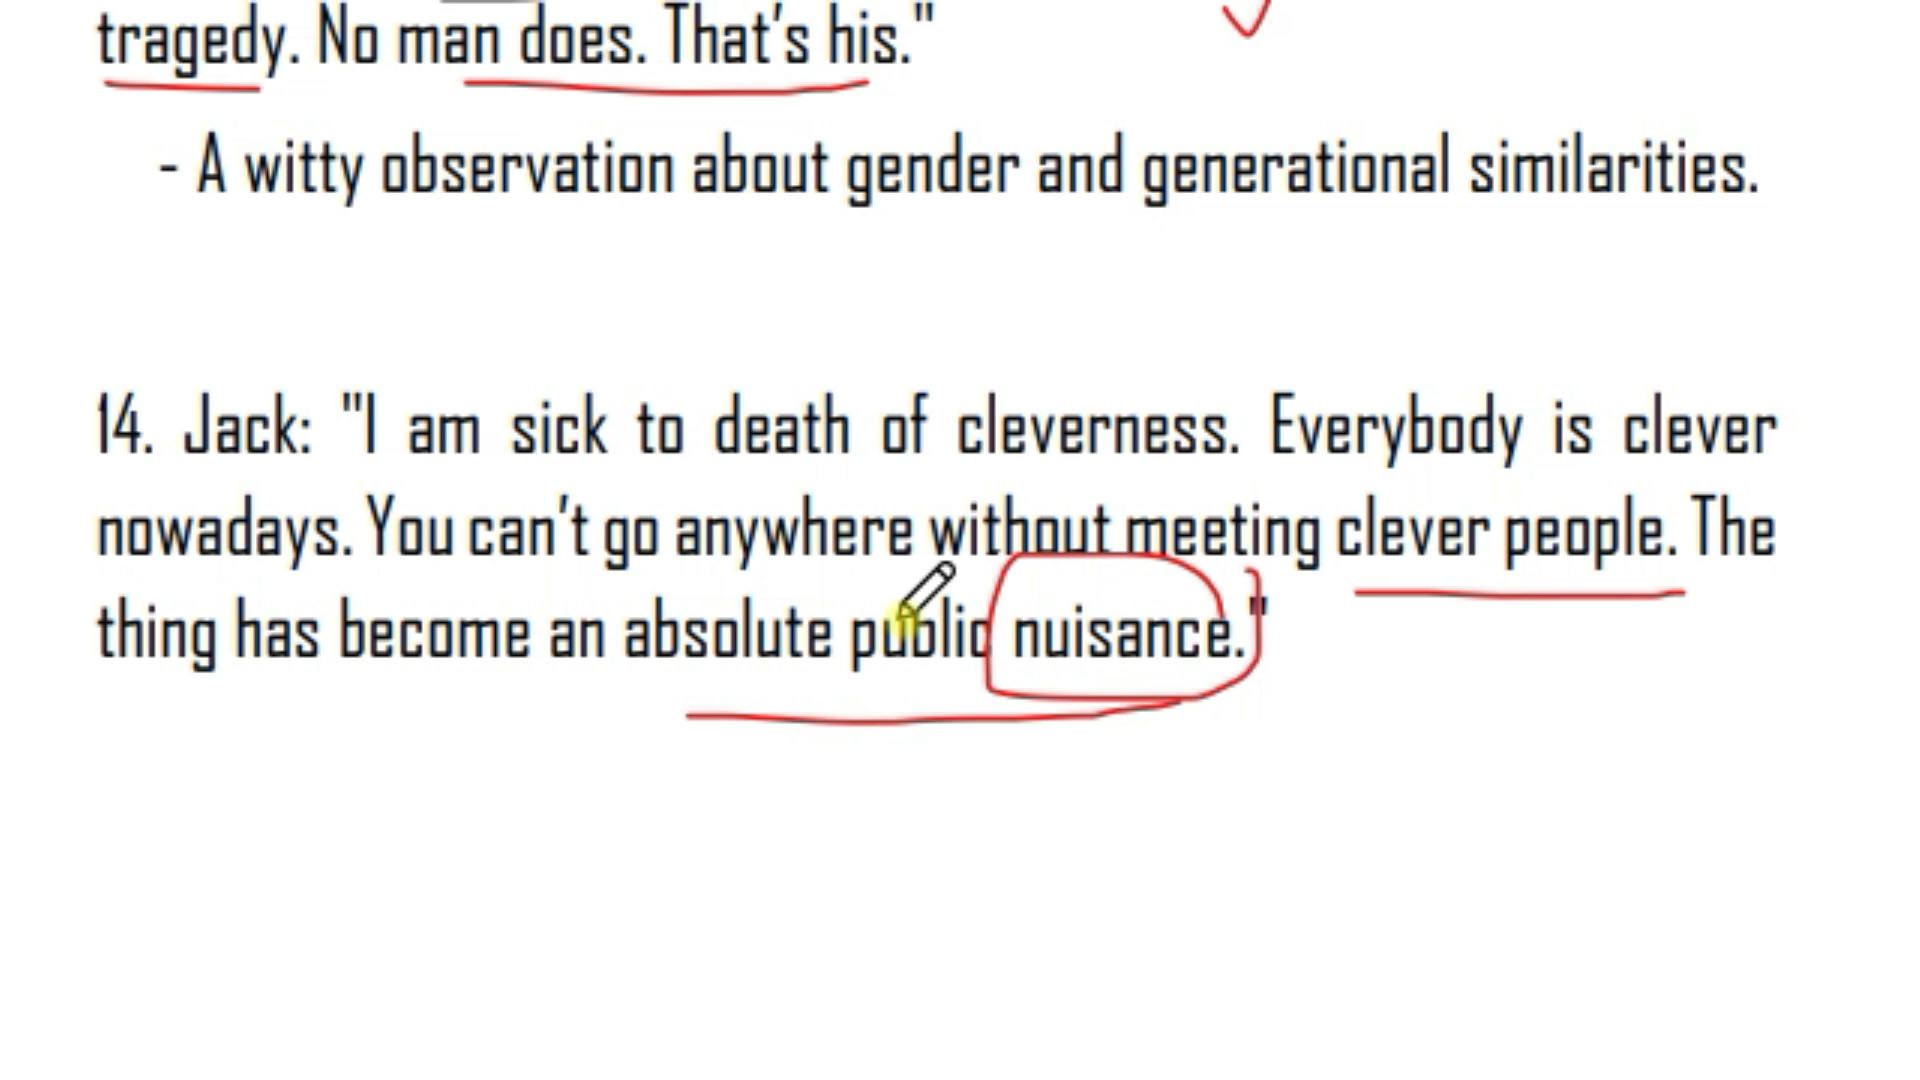 tragedy. No man does. That's his."
- A witty observation about gender and generational similarities.
14. Jack: "I am sick to death of cleverness. Everybody is clever
nowadays. You can't go anywhere without meeting clever people. The
thing has become an absolute public nuisance."